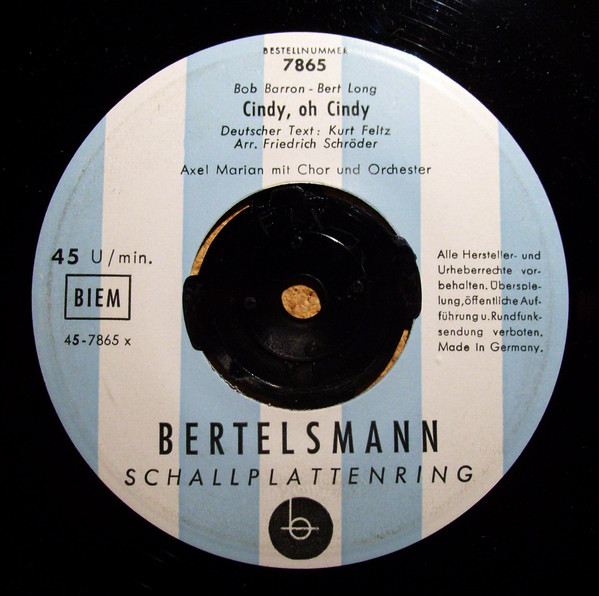 BESTELLNUMMER
7865
Bob Barron - Bert Long
Cindy, oh Cindy
Deutscher Text: Kurt Feltz
Arr. Friedrich Schröder
Axel Marian mit Chor und Orchester
45 U/min.
BIEM
45-7865 x
Alle Hersteller- und
Urheberrechte vor-
behalten. Überspie-
lung, öffentliche Auf-
führung u. Rundfunk-
sendung verboten.
Made in Germany.
BERTELSMANN
SCHALLPLATTENRING
b